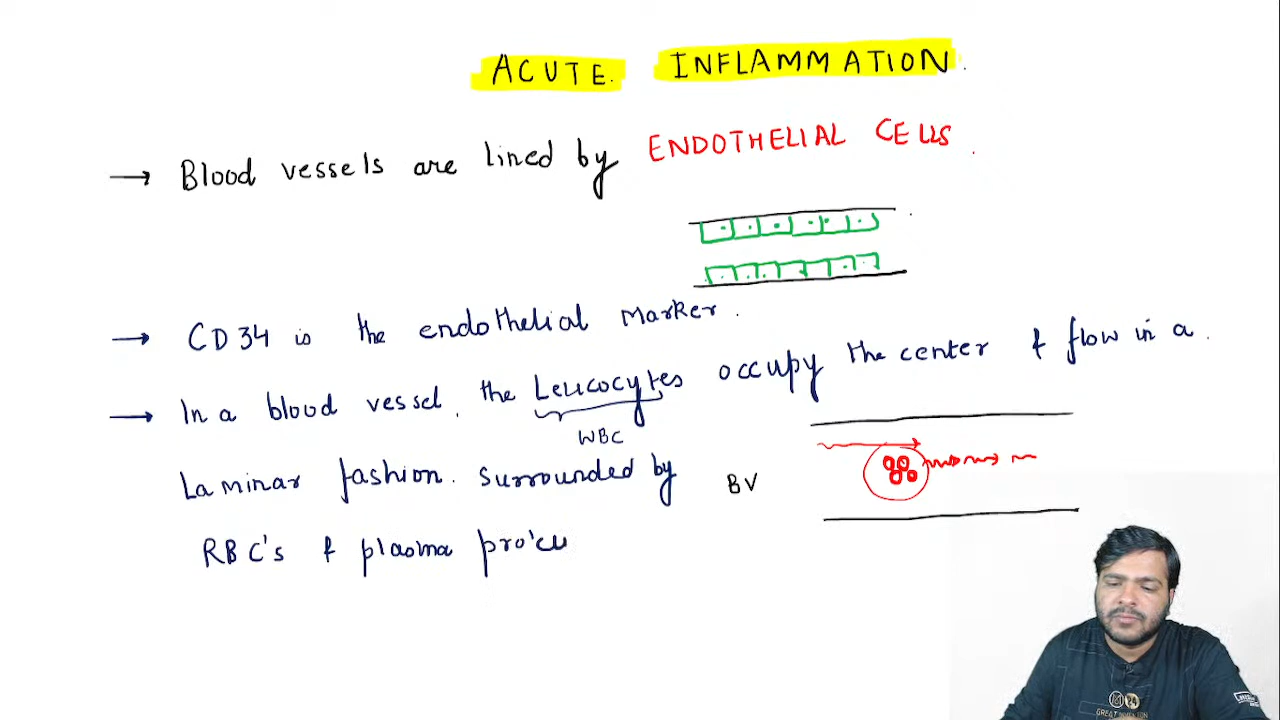 ACUTE. INFLAMMATION.
→ Blood vessels are lined by ENDOTHELIAL CELLS.
→ CD34 is the endothelial marker.
→ In a blood vessel, the Leucocytes occupy the center & flow in a
WBC
Laminar fashion. surrounded by
BV
RBC's & plasma